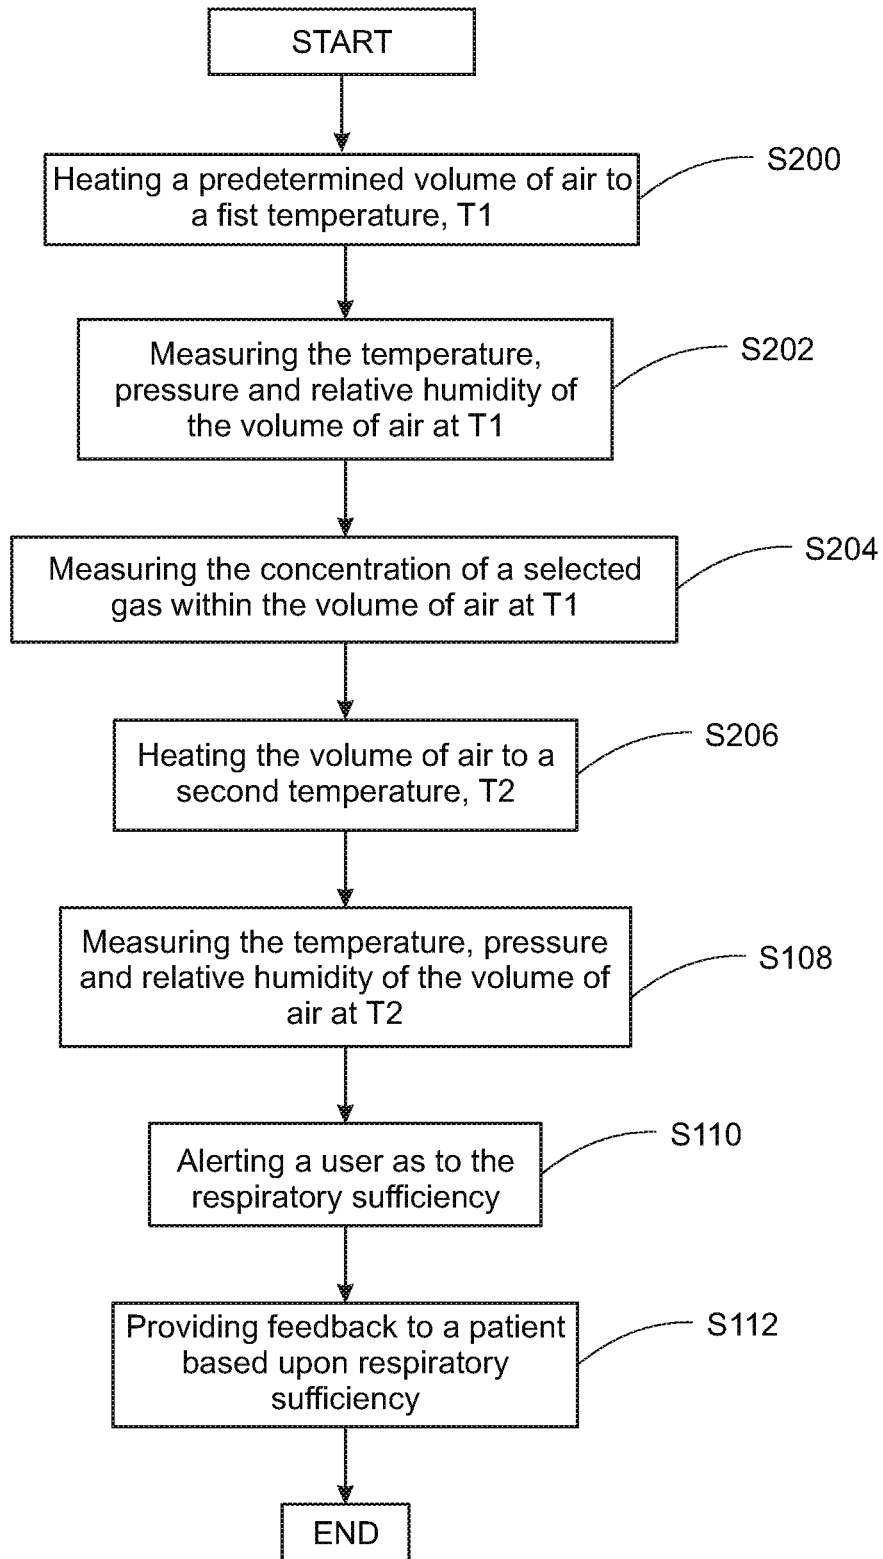 START
Heating a predetermined volume of air to
a fist temperature, T1
S200
Measuring the temperature,
pressure and relative humidity of
the volume of air at T1
S202
Measuring the concentration of a selected
gas within the volume of air at T1
S204
Heating the volume of air to a
second temperature, T2
S206
Measuring the temperature, pressure
and relative humidity of the volume of
air at T2
S108
Alerting a user as to the
respiratory sufficiency
S110
Providing feedback to a patient
based upon respiratory
sufficiency
S112
END